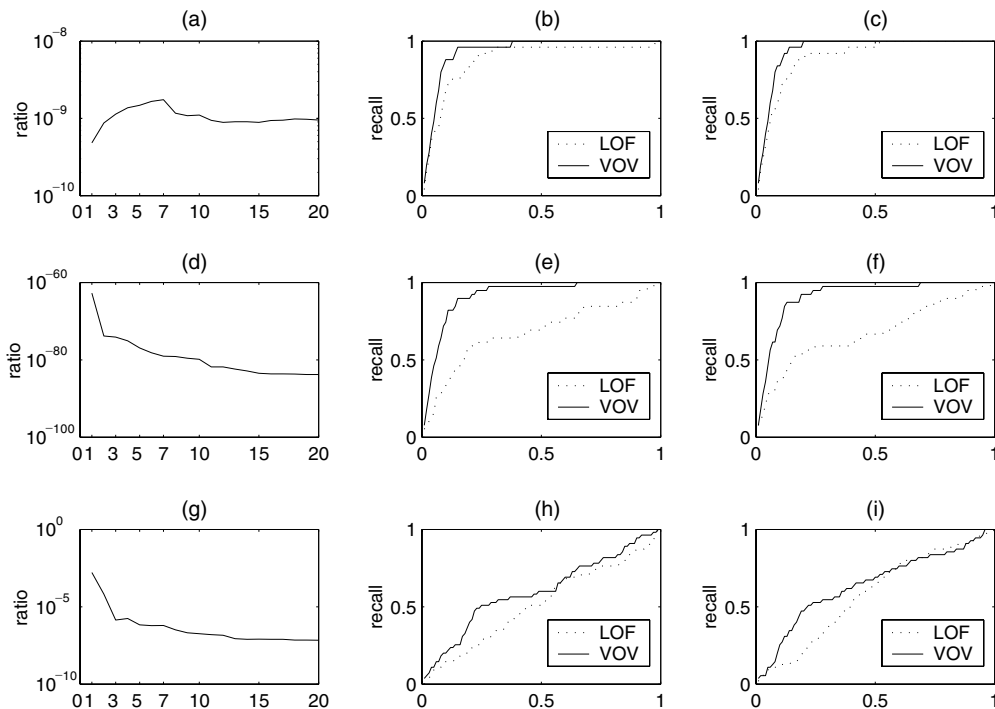 (a)
10^-8
10^-9
10^-10
ratio
01 3 5 7 10 15 20
(b)
1
0.5
0
recall
LOF
VOV
0 0.5 1
(c)
1
0.5
0
recall
LOF
VOV
0 0.5 1
(d)
10^-60
10^-80
10^-100
ratio
01 3 5 7 10 15 20
(e)
1
0.5
0
recall
LOF
VOV
0 0.5 1
(f)
1
0.5
0
recall
LOF
VOV
0 0.5 1
(g)
10^0
10^-5
10^-10
ratio
01 3 5 7 10 15 20
(h)
1
0.5
0
recall
LOF
VOV
0 0.5 1
(i)
1
0.5
0
recall
LOF
VOV
0 0.5 1